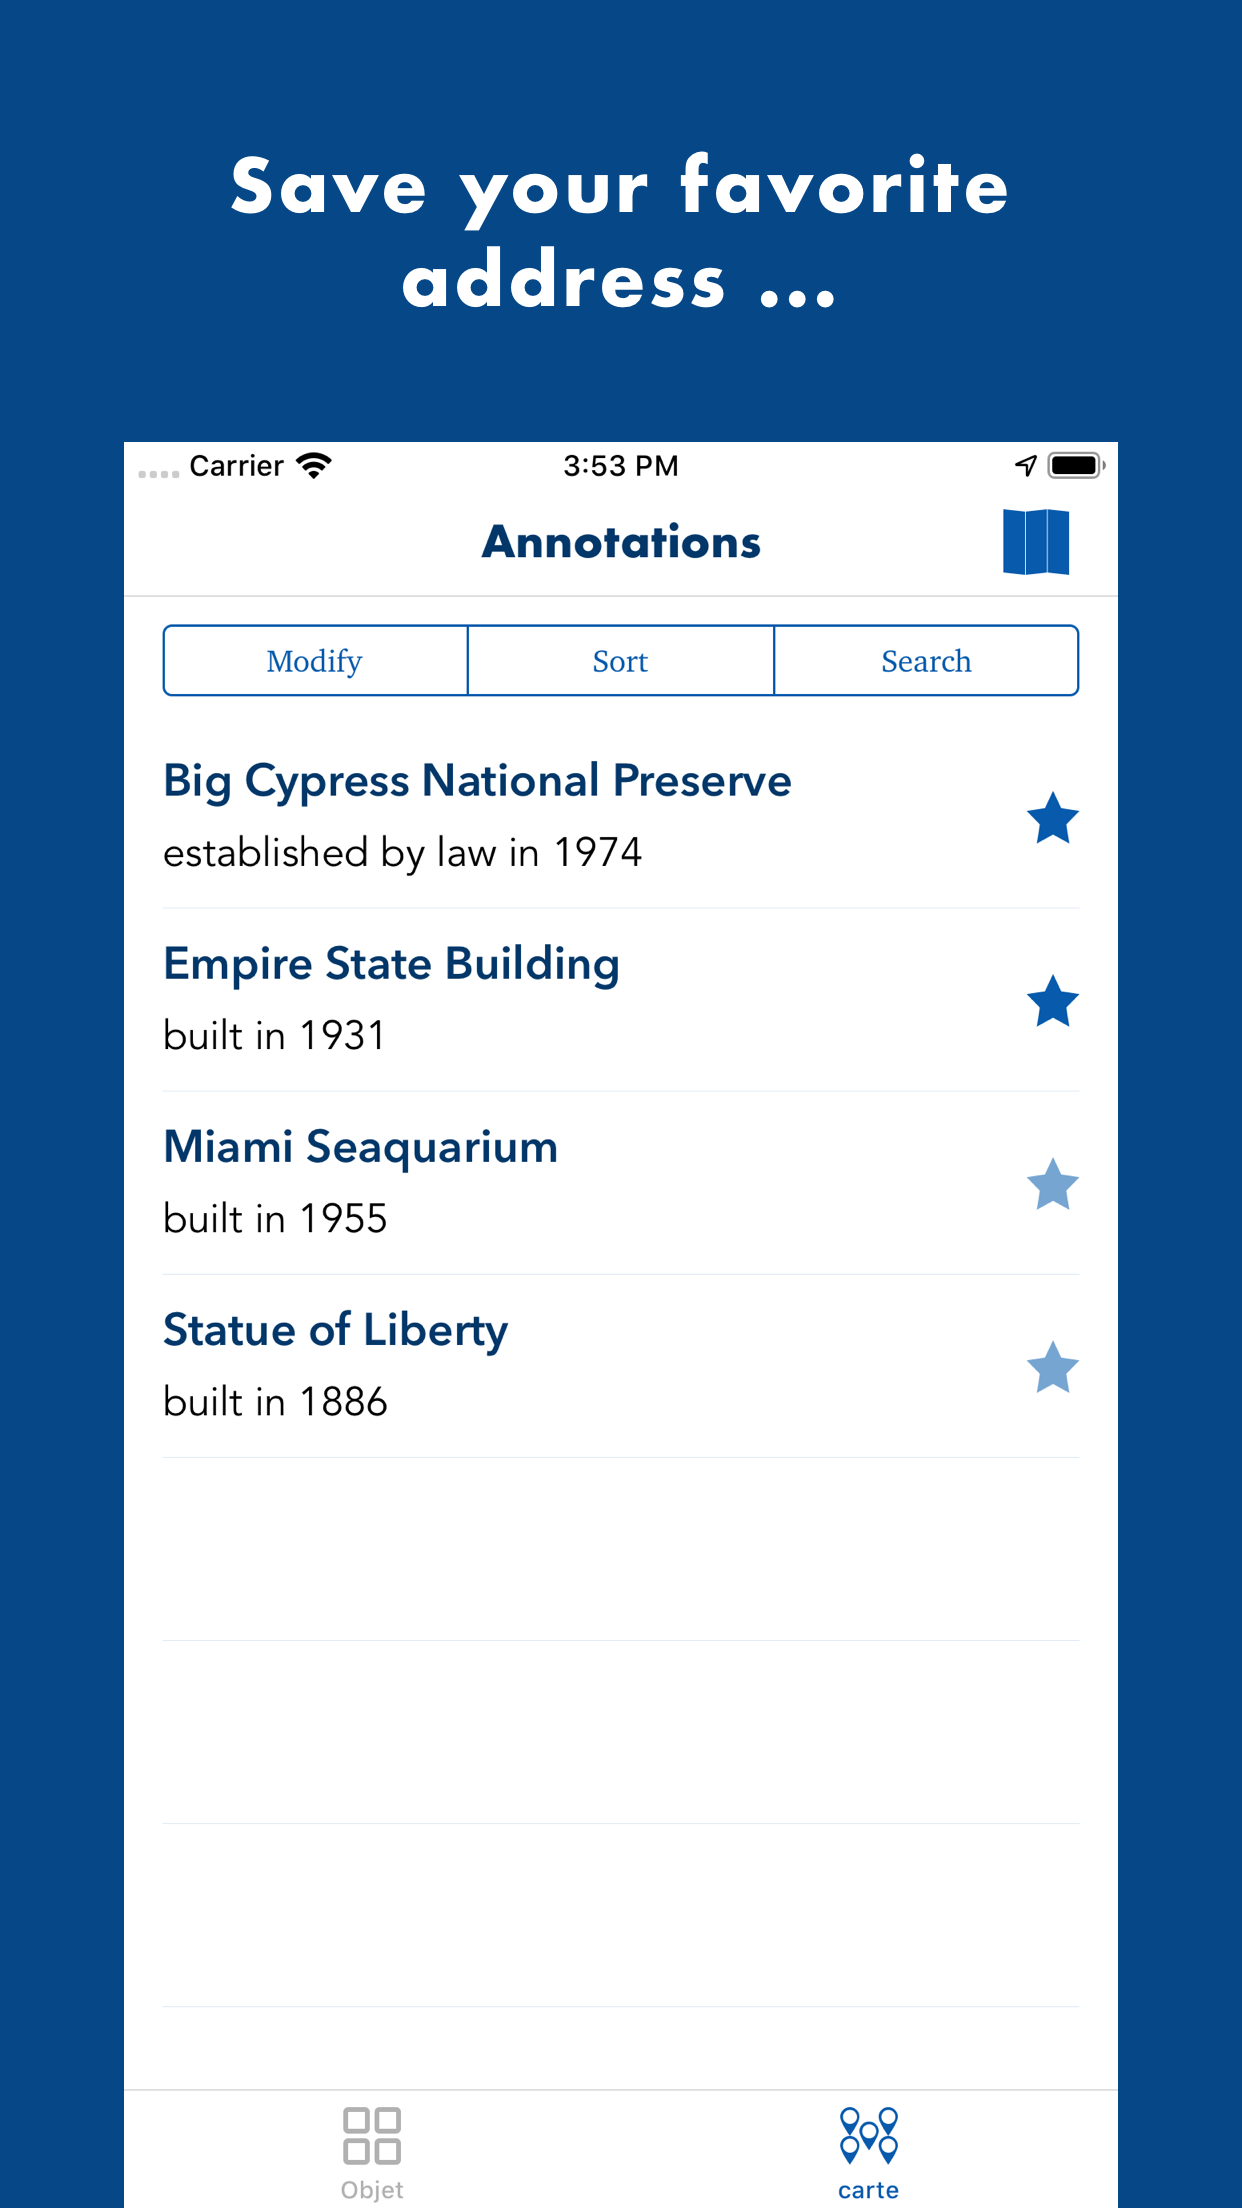 Save your favorite
address ...
Carrier
3:53 PM
Annotations
Modify
Sort
Search
Big Cypress National Preserve
established by law in 1974
Empire State Building
built in 1931
Miami Seaquarium
built in 1955
Statue of Liberty
built in 1886
Objet
carte